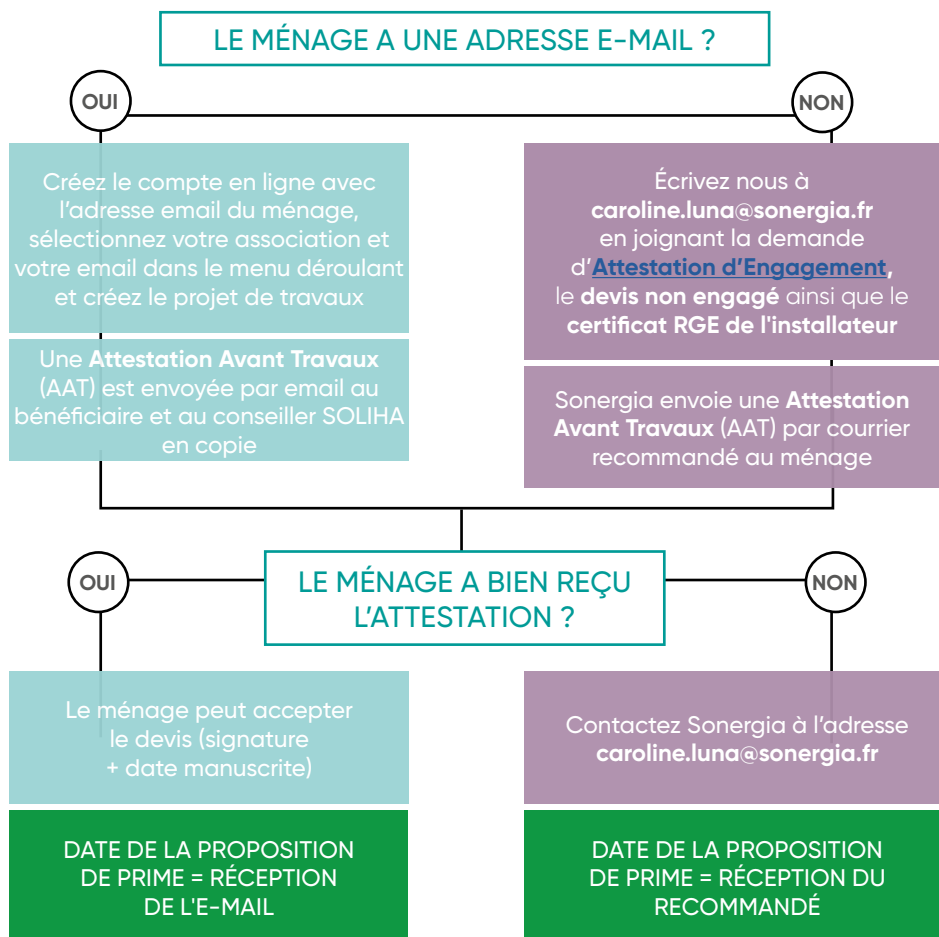 LE MÉNAGE A UNE ADRESSE E-MAIL ?
OUI
NON
Créez le compte en ligne avec
l'adresse email du ménage,
sélectionnez votre association et
votre email dans le menu déroulant
et créez le projet de travaux
Une Attestation Avant Travaux
(AAT) est envoyée par email au
bénéficiaire et au conseiller SOLIHA
en copie
Écrivez nous à
caroline.luna@sonergia.fr
en joignant la demande
d'Attestation d'Engagement,
le devis non engagé ainsi que le
certificat RGE de l'installateur
Sonergia envoie une Attestation
Avant Travaux (AAT) par courrier
recommandé au ménage
LE MÉNAGE A BIEN REÇU
L'ATTESTATION ?
OUI
NON
Le ménage peut accepter
le devis (signature
+ date manuscrite)
DATE DE LA PROPOSITION
DE PRIME = RÉCEPTION
DE L'E-MAIL
Contactez Sonergia à l'adresse
caroline.luna@sonergia.fr
DATE DE LA PROPOSITION
DE PRIME = RÉCEPTION DU
RECOMMANDÉ